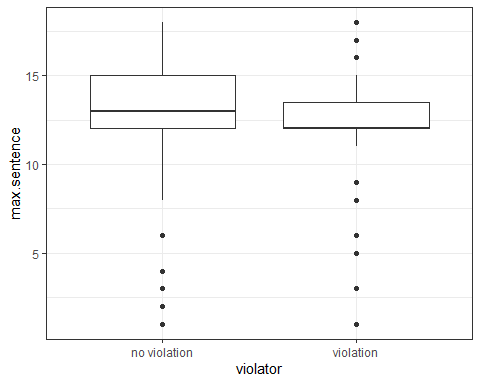 max.sentence
15
10
5
no violation violation
violator